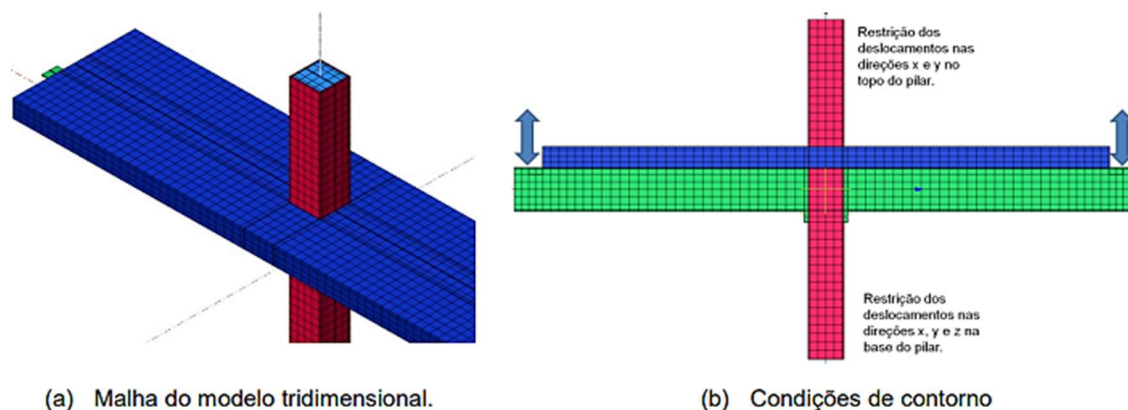 Restrição dos
deslocamentos nas
direções x e y no
topo do pilar.
Restrição dos
deslocamentos nas
direções x, y e z na
base do pilar.
(a) Malha do modelo tridimensional.
(b) Condições de contorno